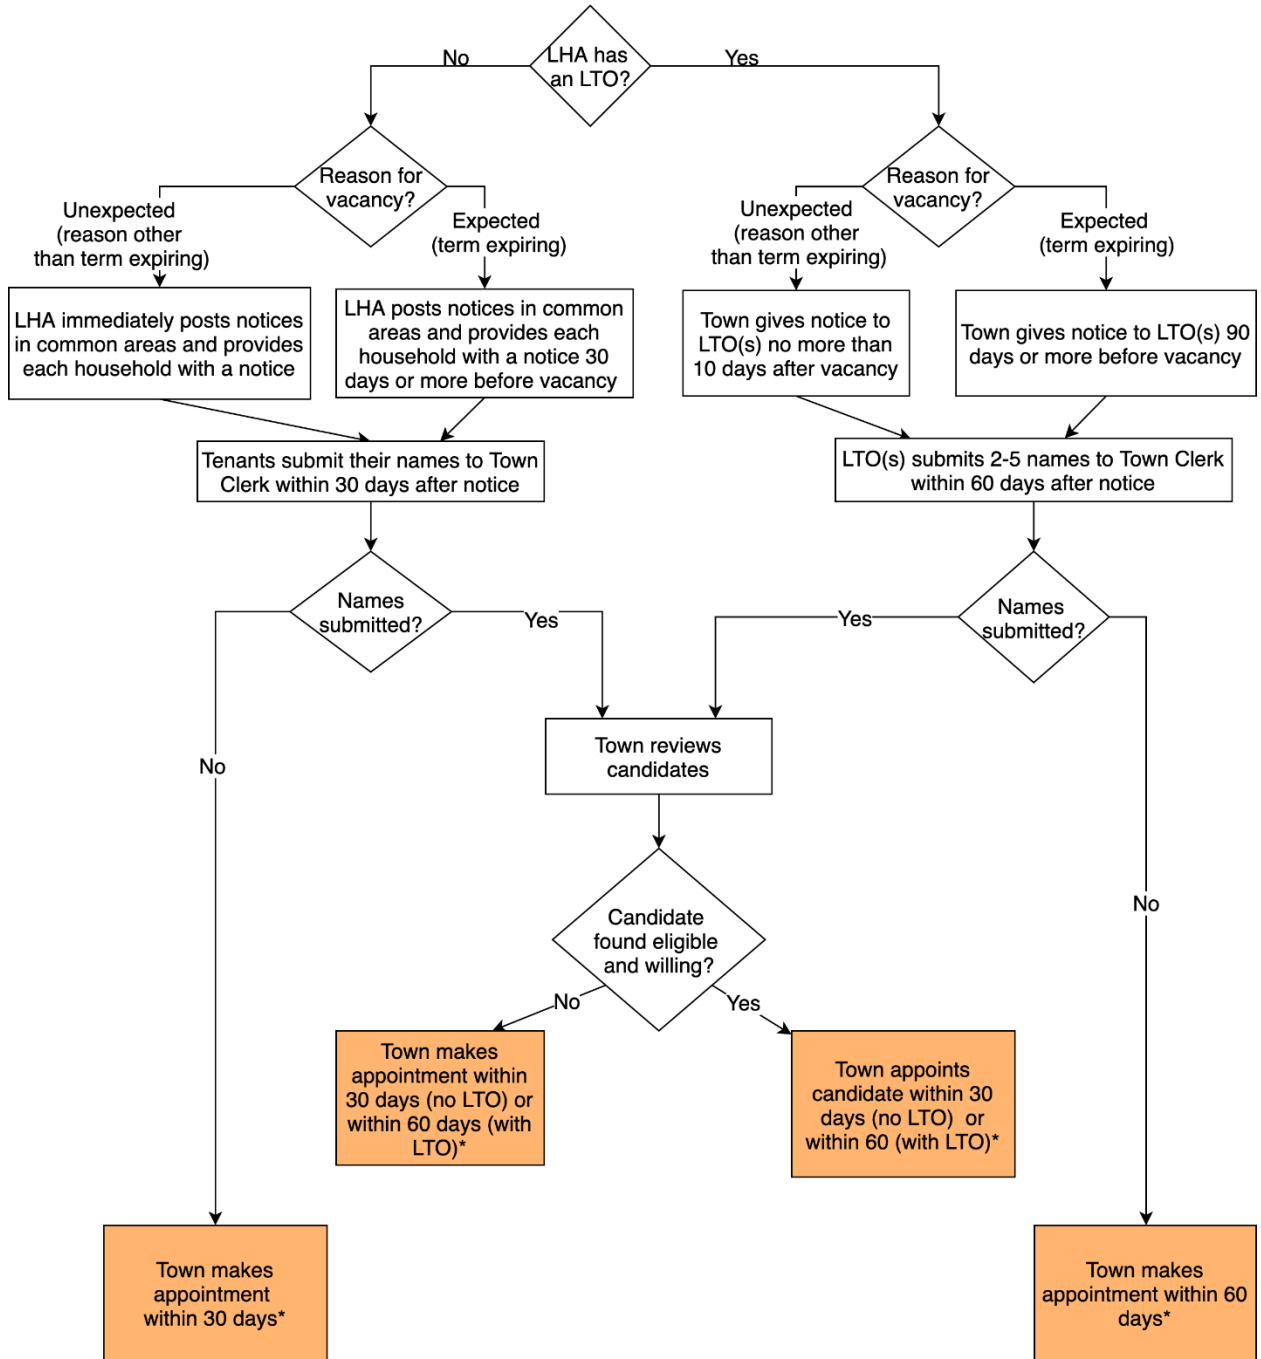 LHA has
an LTO?
No
Yes
Reason for
vacancy?
Reason for
vacancy?
Unexpected
(reason other
than term expiring)
Expected
(term expiring)
Unexpected
(reason other
than term expiring)
Expected
(term expiring)
LHA immediately posts notices
in common areas and provides
each household with a notice
LHA posts notices in common
areas and provides each
household with a notice 30
days or more before vacancy
Town gives notice to
LTO(s) no more than
10 days after vacancy
Town gives notice to LTO(s) 90
days or more before vacancy
Tenants submit their names to Town
Clerk within 30 days after notice
LTO(s) submits 2-5 names to Town Clerk
within 60 days after notice
Names
submitted?
Yes
Yes
Names
submitted?
No
Town reviews
candidates
No
Candidate
found eligible
and willing?
No
Yes
Town makes
appointment within
30 days (no LTO) or
within 60 days (with
LTO)*
Town appoints
candidate within 30
days (no LTO) or
within 60 (with LTO)*
Town makes
appointment
within 30 days*
Town makes
appointment within 60
days*